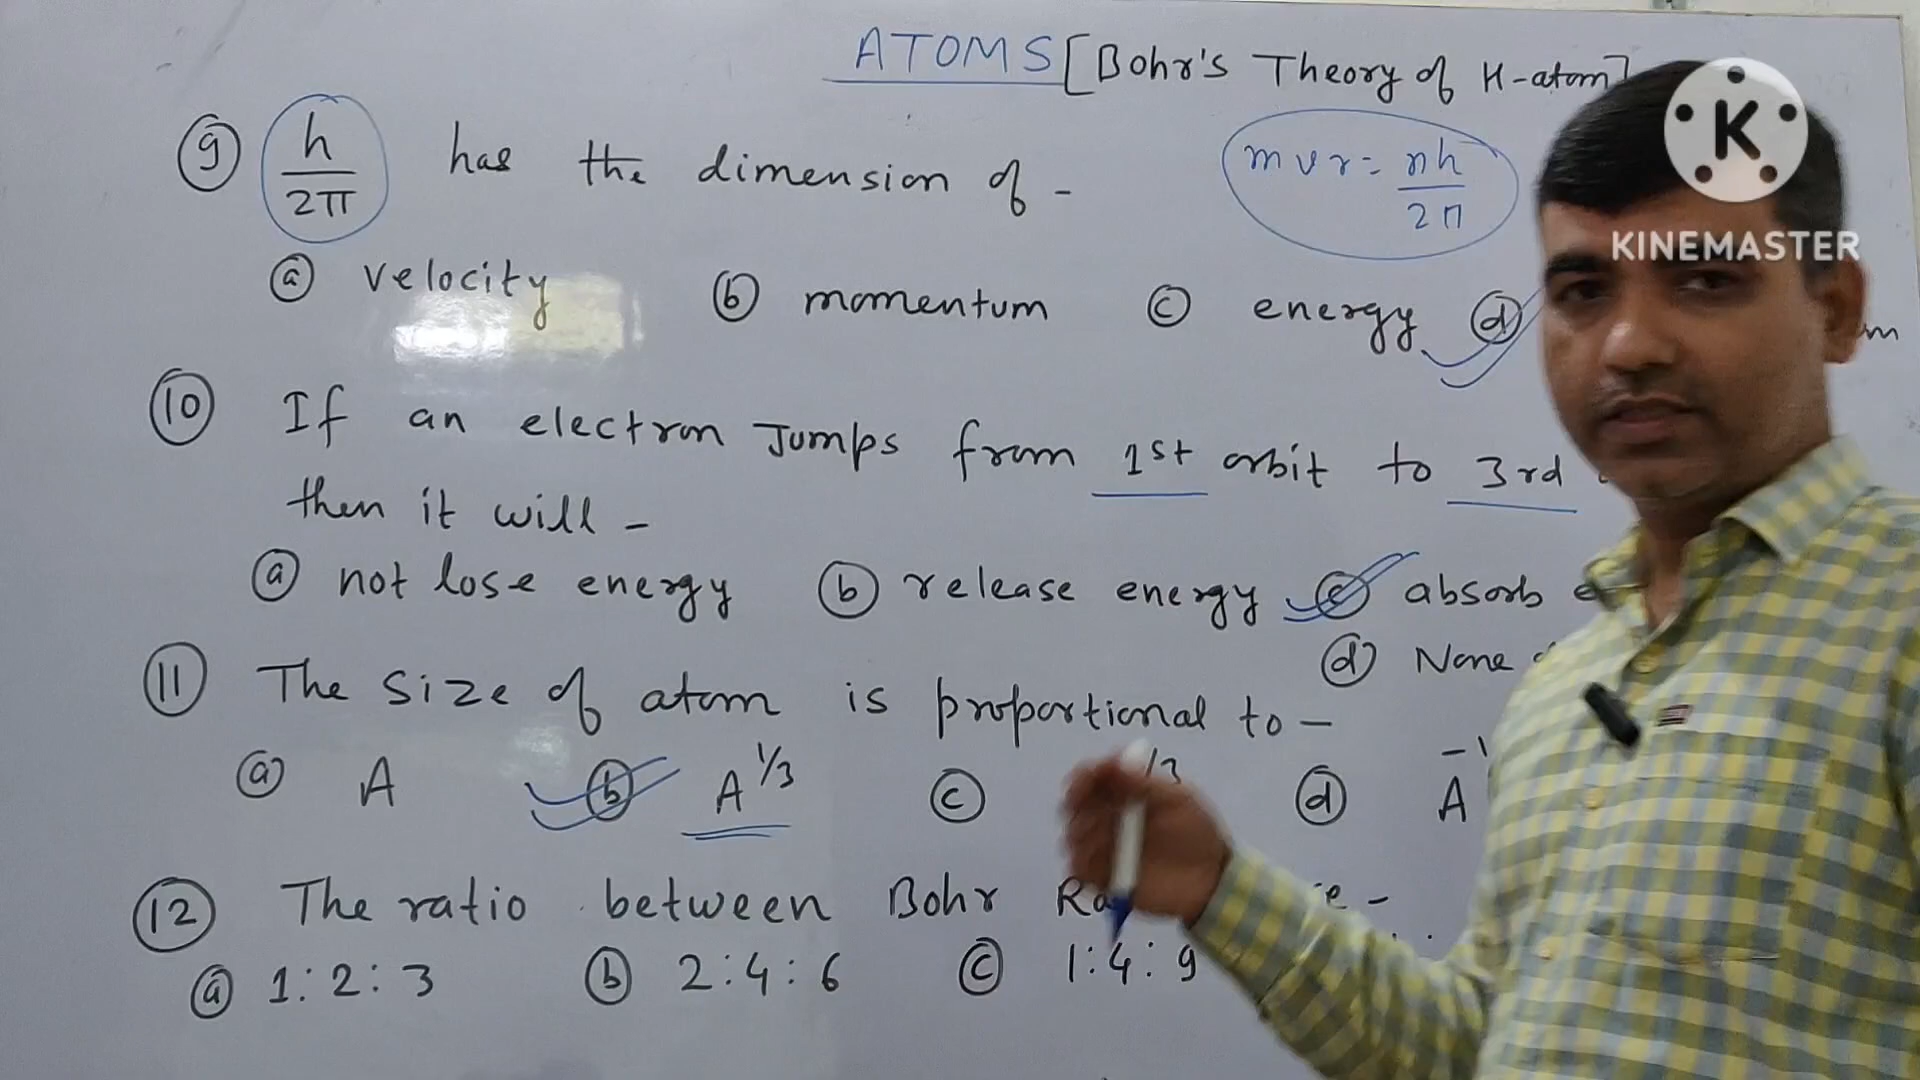 ATOMS [Bohr's Theory of H-atom]
K
KINEMASTER
⑨ h/2π has the dimension of -
mvr = nh/2π
ⓐ velocity ⓑ momentum ⓒ energy ⓓ
⑩ If an electron Jumps from 1st orbit to 3rd
then it will -
ⓐ not lose energy ⓑ release energy ⓒ absorb
ⓓ None
⑪ The size of atom is proportional to -
ⓐ A ⓑ A^1/3 ⓒ ⓓ A
⑫ The ratio between Bohr
ⓐ 1:2:3 ⓑ 2:4:6 ⓒ 1:4:9